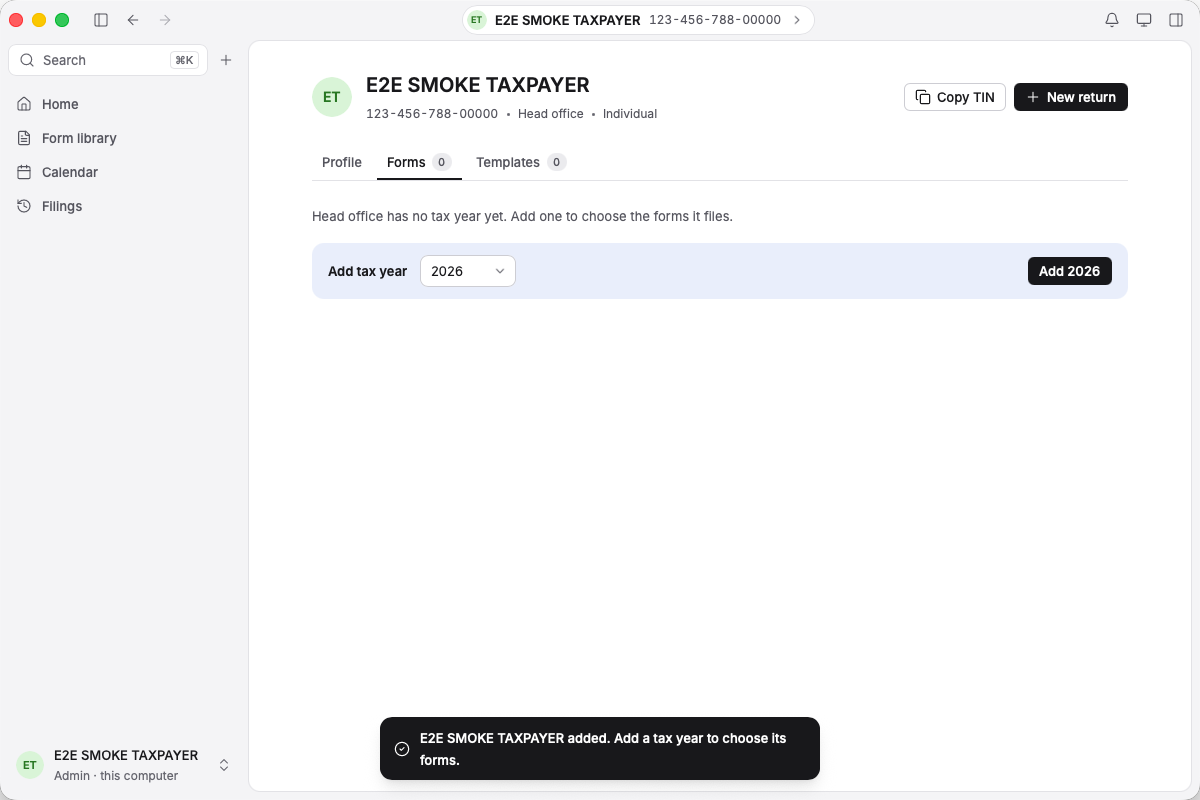 ET E2E SMOKE TAXPAYER 123-456-788-00000
Search ⌘K
Home
Form library
Calendar
Filings
ET
E2E SMOKE TAXPAYER
123-456-788-00000 • Head office • Individual
Copy TIN
New return
Profile Forms 0 Templates 0
Head office has no tax year yet. Add one to choose the forms it files.
Add tax year 2026 Add 2026
E2E SMOKE TAXPAYER added. Add a tax year to choose its
forms.
ET E2E SMOKE TAXPAYER
Admin · this computer